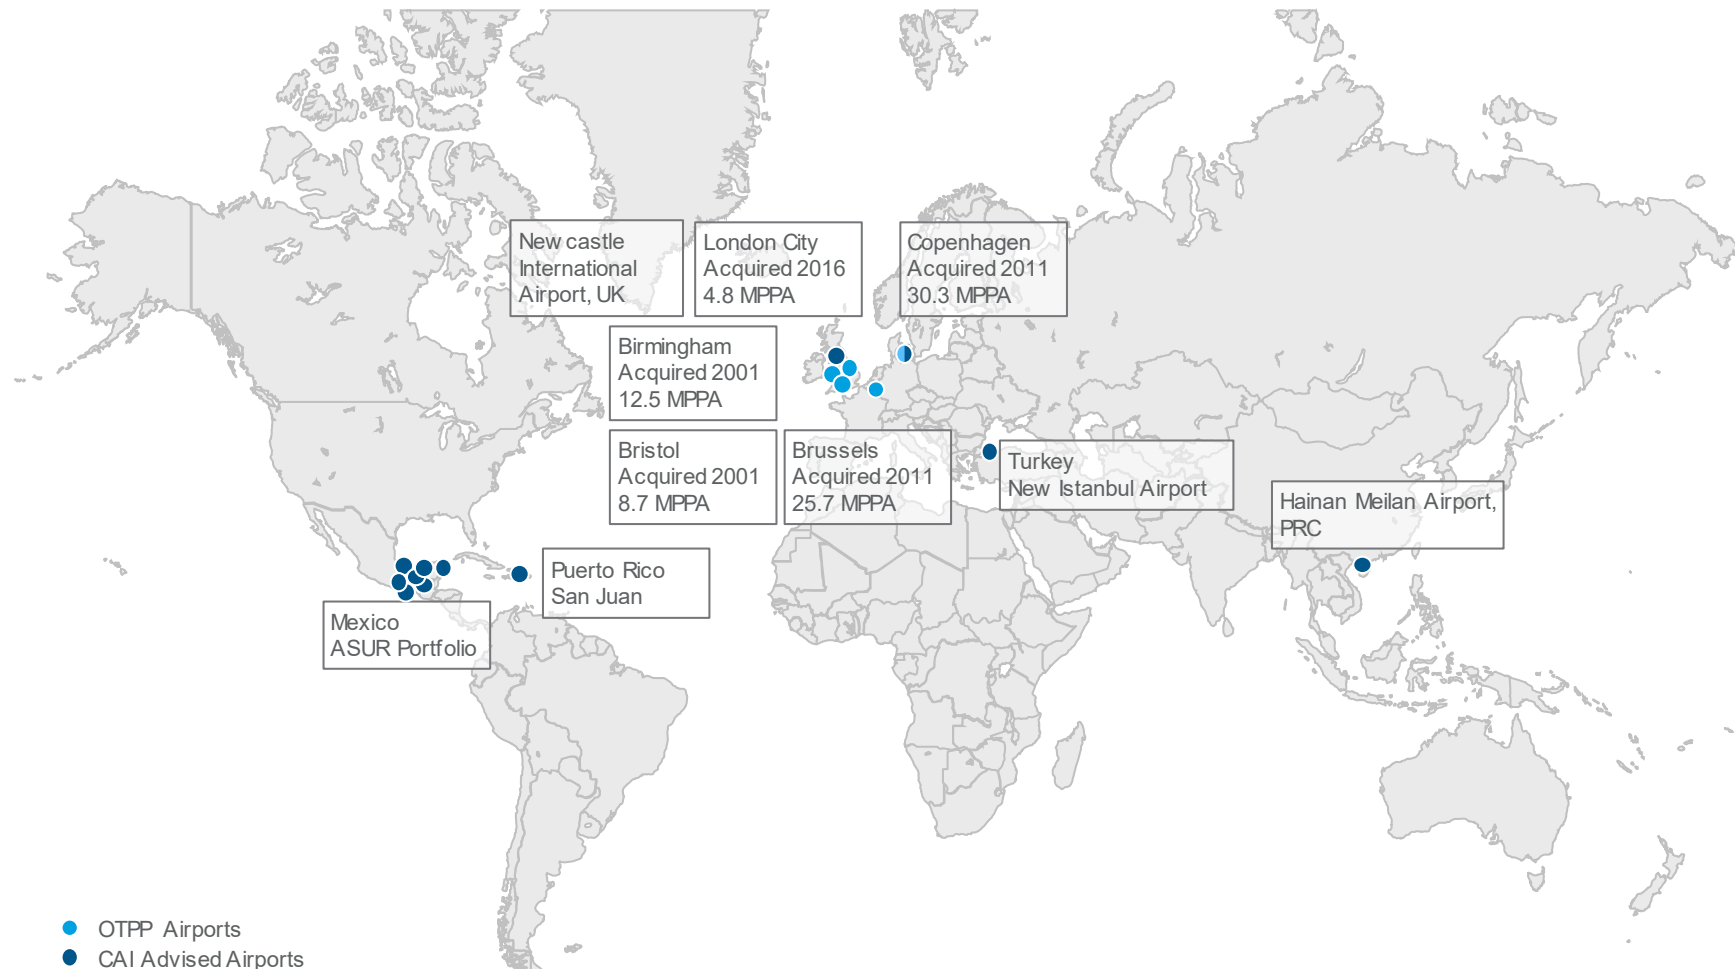 New castle
International
Airport, UK
London City
Acquired 2016
4.8 MPPA
Copenhagen
Acquired 2011
30.3 MPPA
Birmingham
Acquired 2001
12.5 MPPA
Bristol
Acquired 2001
8.7 MPPA
Brussels
Acquired 2011
25.7 MPPA
Turkey
New Istanbul Airport
Hainan Meilan Airport,
PRC
Puerto Rico
San Juan
Mexico
ASUR Portfolio
OTPP Airports
CAI Advised Airports